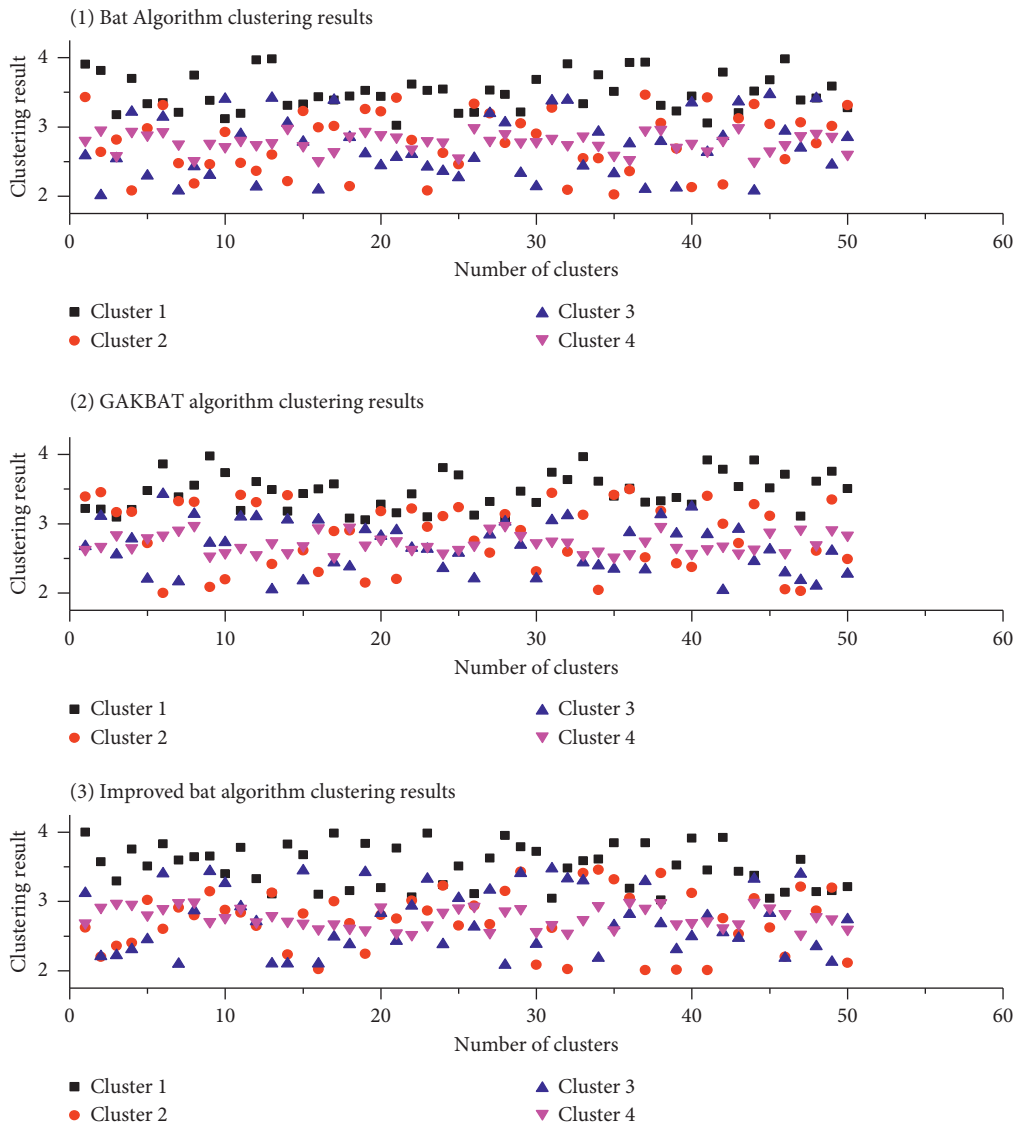 (1) Bat Algorithm clustering results
4
3
2
Clustering result
0 10 20 30 40 50 60
Number of clusters
Cluster 1 Cluster 3
Cluster 2 Cluster 4
(2) GAKBAT algorithm clustering results
4
3
2
Clustering result
0 10 20 30 40 50 60
Number of clusters
Cluster 1 Cluster 3
Cluster 2 Cluster 4
(3) Improved bat algorithm clustering results
4
3
2
Clustering result
0 10 20 30 40 50 60
Number of clusters
Cluster 1 Cluster 3
Cluster 2 Cluster 4